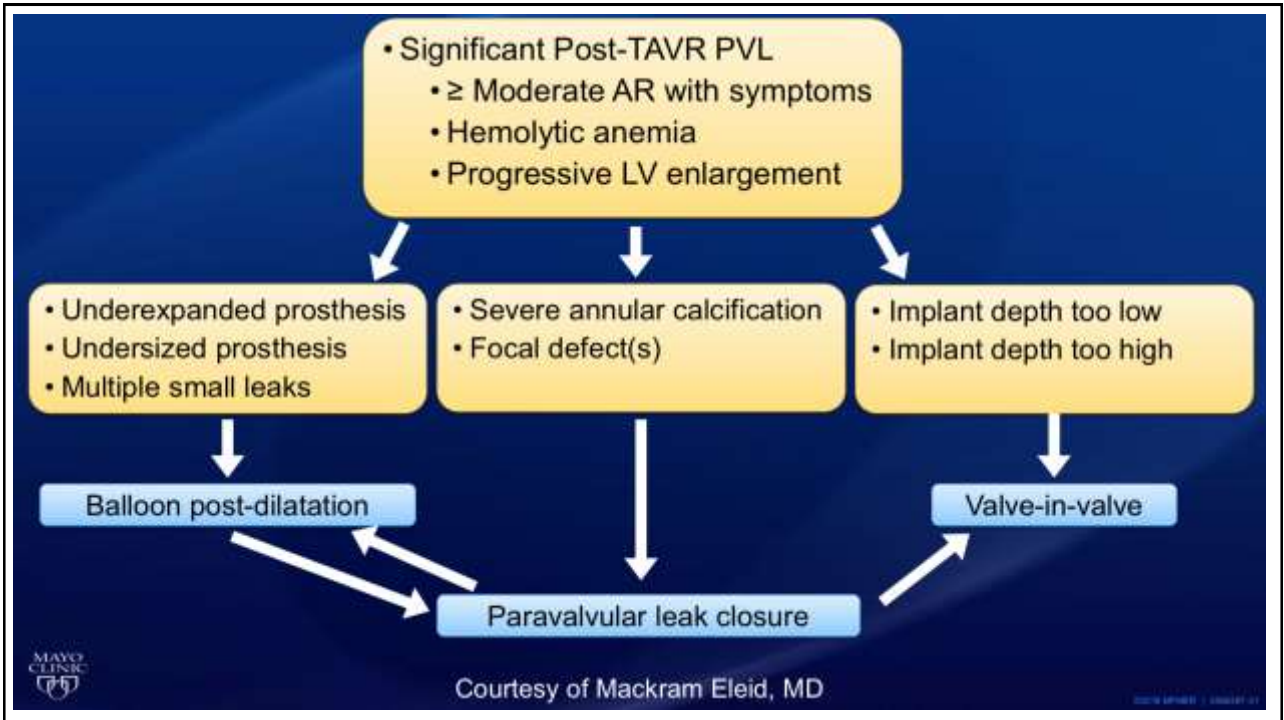 • Significant Post-TAVR PVL
• ≥ Moderate AR with symptoms
• Hemolytic anemia
• Progressive LV enlargement
• Underexpanded prosthesis
• Undersized prosthesis
• Multiple small leaks
• Severe annular calcification
• Focal defect(s)
• Implant depth too low
• Implant depth too high
Balloon post-dilatation
Valve-in-valve
Paravalvular leak closure
MAYO
CLINIC
Courtesy of Mackram Eleid, MD